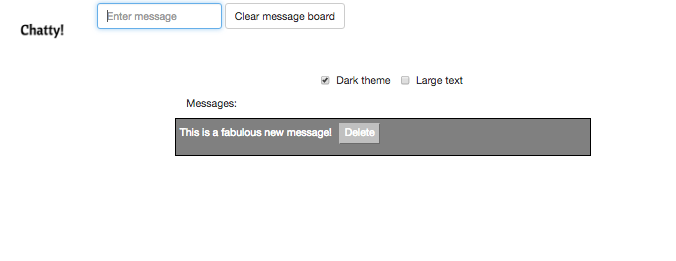 Chatty!
Enter message
Clear message board
Dark theme
Large text
Messages:
This is a fabulous new message!
Delete